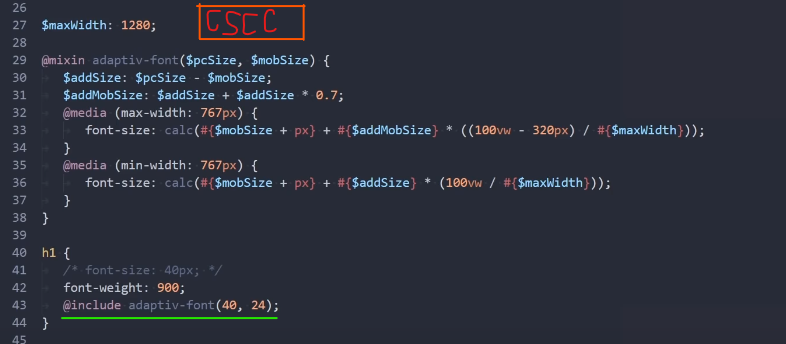 26
27 $maxWidth: 1280; CSCC
28
29 @mixin adaptiv-font($pcSize, $mobSize) {
30 $addSize: $pcSize - $mobSize;
31 $addMobSize: $addSize + $addSize * 0.7;
32 @media (max-width: 767px) {
33 font-size: calc(#{$mobSize + px} + #{$addMobSize} * ((100vw - 320px) / #{$maxWidth}));
34 }
35 @media (min-width: 767px) {
36 font-size: calc(#{$mobSize + px} + #{$addSize} * (100vw / #{$maxWidth}));
37 }
38 }
39
40 h1 {
41 /* font-size: 40px; */
42 font-weight: 900;
43 @include adaptiv-font(40, 24);
44 }
45